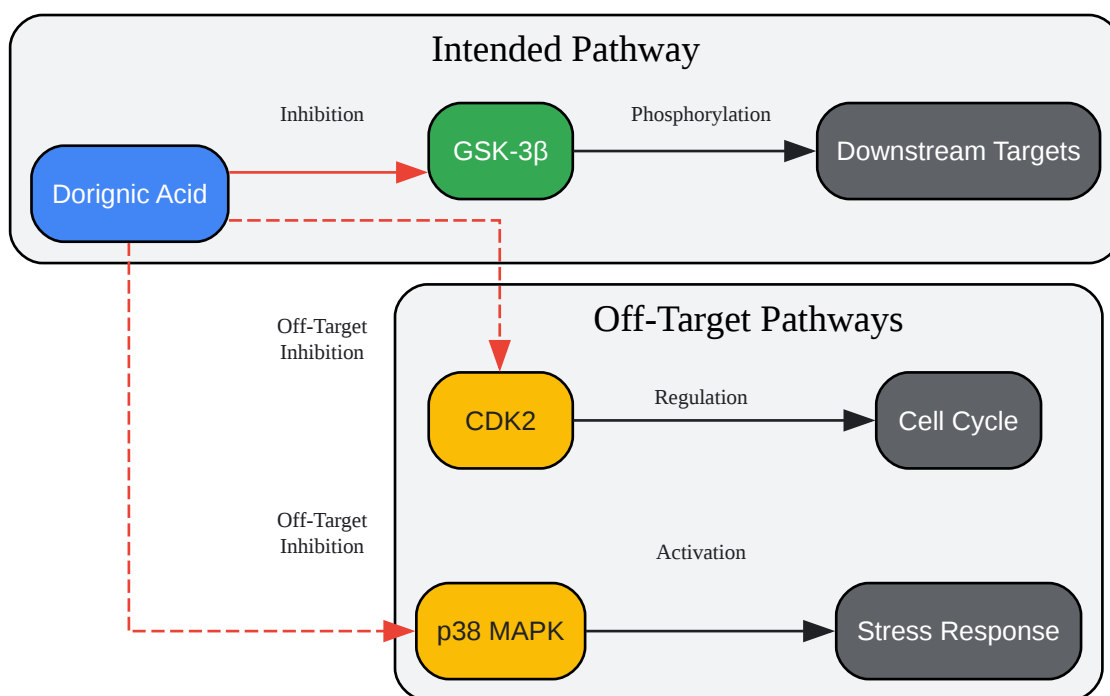 Intended Pathway
Inhibition
Phosphorylation
GSK-3β
Downstream Targets
Dorignic Acid
Off-Target Pathways
Off-Target
Inhibition
CDK2
Regulation
Cell Cycle
Off-Target
Inhibition
Activation
p38 MAPK
Stress Response